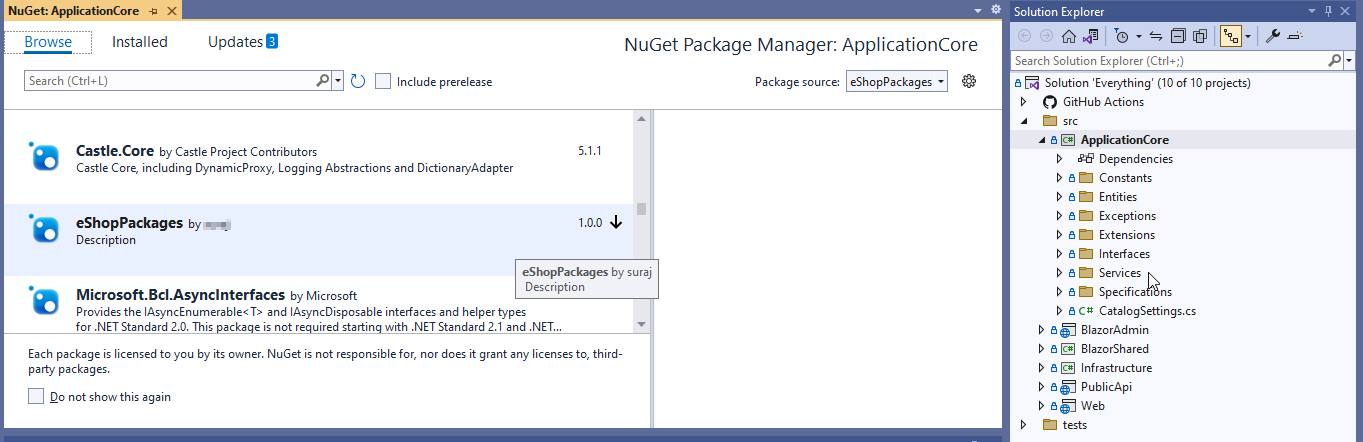 NuGet: ApplicationCore
Browse
Installed
Updates 3
NuGet Package Manager: ApplicationCore
Search (Ctrl+L)
Include prerelease
Package source:
eShopPackages
Castle.Core by Castle Project Contributors
5.1.1
Castle Core, including DynamicProxy, Logging Abstractions and DictionaryAdapter
eShopPackages by
1.0.0
Description
eShopPackages by suraj
Description
Microsoft.Bcl.AsyncInterfaces by Microsoft
Provides the IAsyncEnumerable<T> and IAsyncDisposable interfaces and helper types
for .NET Standard 2.0. This package is not required starting with .NET Standard 2.1 and .NET...
Each package is licensed to you by its owner. NuGet is not responsible for, nor does it grant any licenses to, third-
party packages.
Do not show this again
Solution Explorer
Search Solution Explorer (Ctrl+;)
Solution 'Everything' (10 of 10 projects)
GitHub Actions
src
C# ApplicationCore
Dependencies
Constants
Entities
Exceptions
Extensions
Interfaces
Services
Specifications
C# CatalogSettings.cs
BlazorAdmin
C# BlazorShared
C# Infrastructure
PublicApi
Web
tests